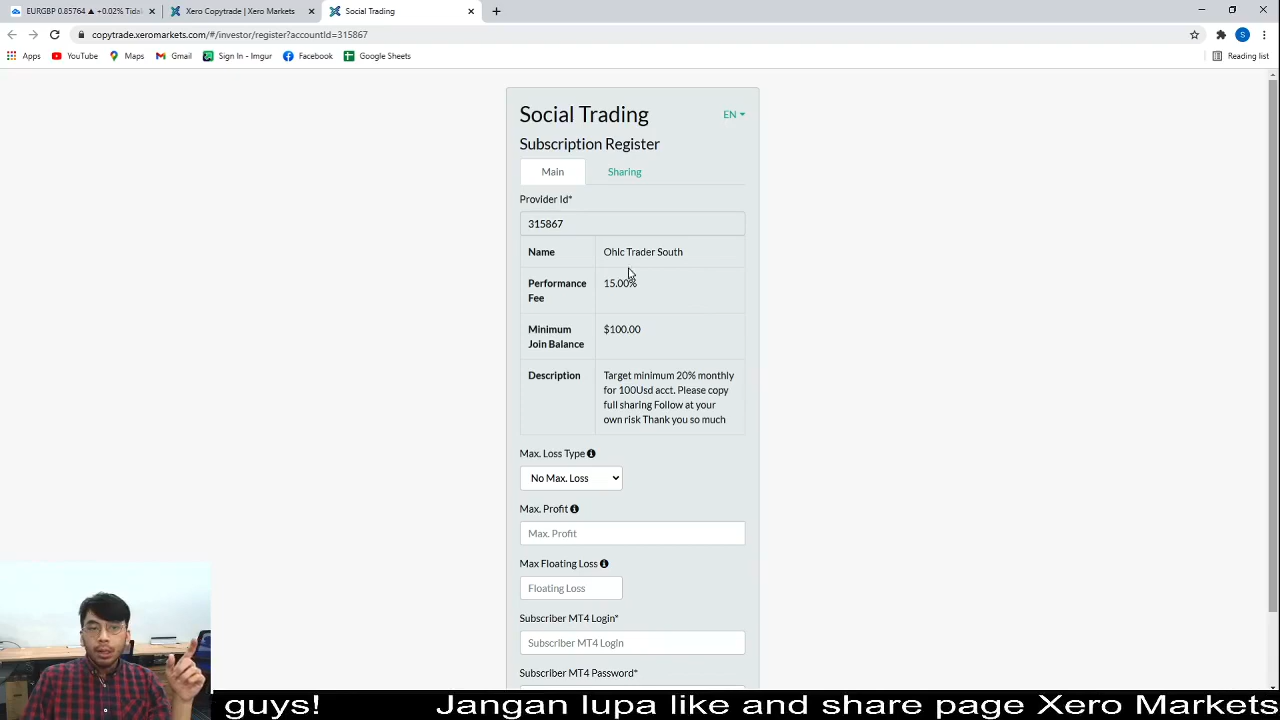 EURGBP 0.85764 ▲ +0.02% Tidal
Xero Copytrade | Xero Markets
Social Trading
copytrade.xeromarkets.com/#/investor/register?accountId=315867
Apps
YouTube
Maps
Gmail
Sign In - Imgur
Facebook
Google Sheets
S
Reading list
Social Trading
EN
Subscription Register
Main
Sharing
Provider Id*
315867
Name
Ohlc Trader South
Performance
Fee
15.00%
Minimum
Join Balance
$100.00
Description
Target minimum 20% monthly
for 100Usd acct. Please copy
full sharing Follow at your
own risk Thank you so much
Max. Loss Type
No Max. Loss
Max. Profit
Max. Profit
Max Floating Loss
Floating Loss
Subscriber MT4 Login*
Subscriber MT4 Login
Subscriber MT4 Password*
guys! Jangan lupa like and share page Xero Markets